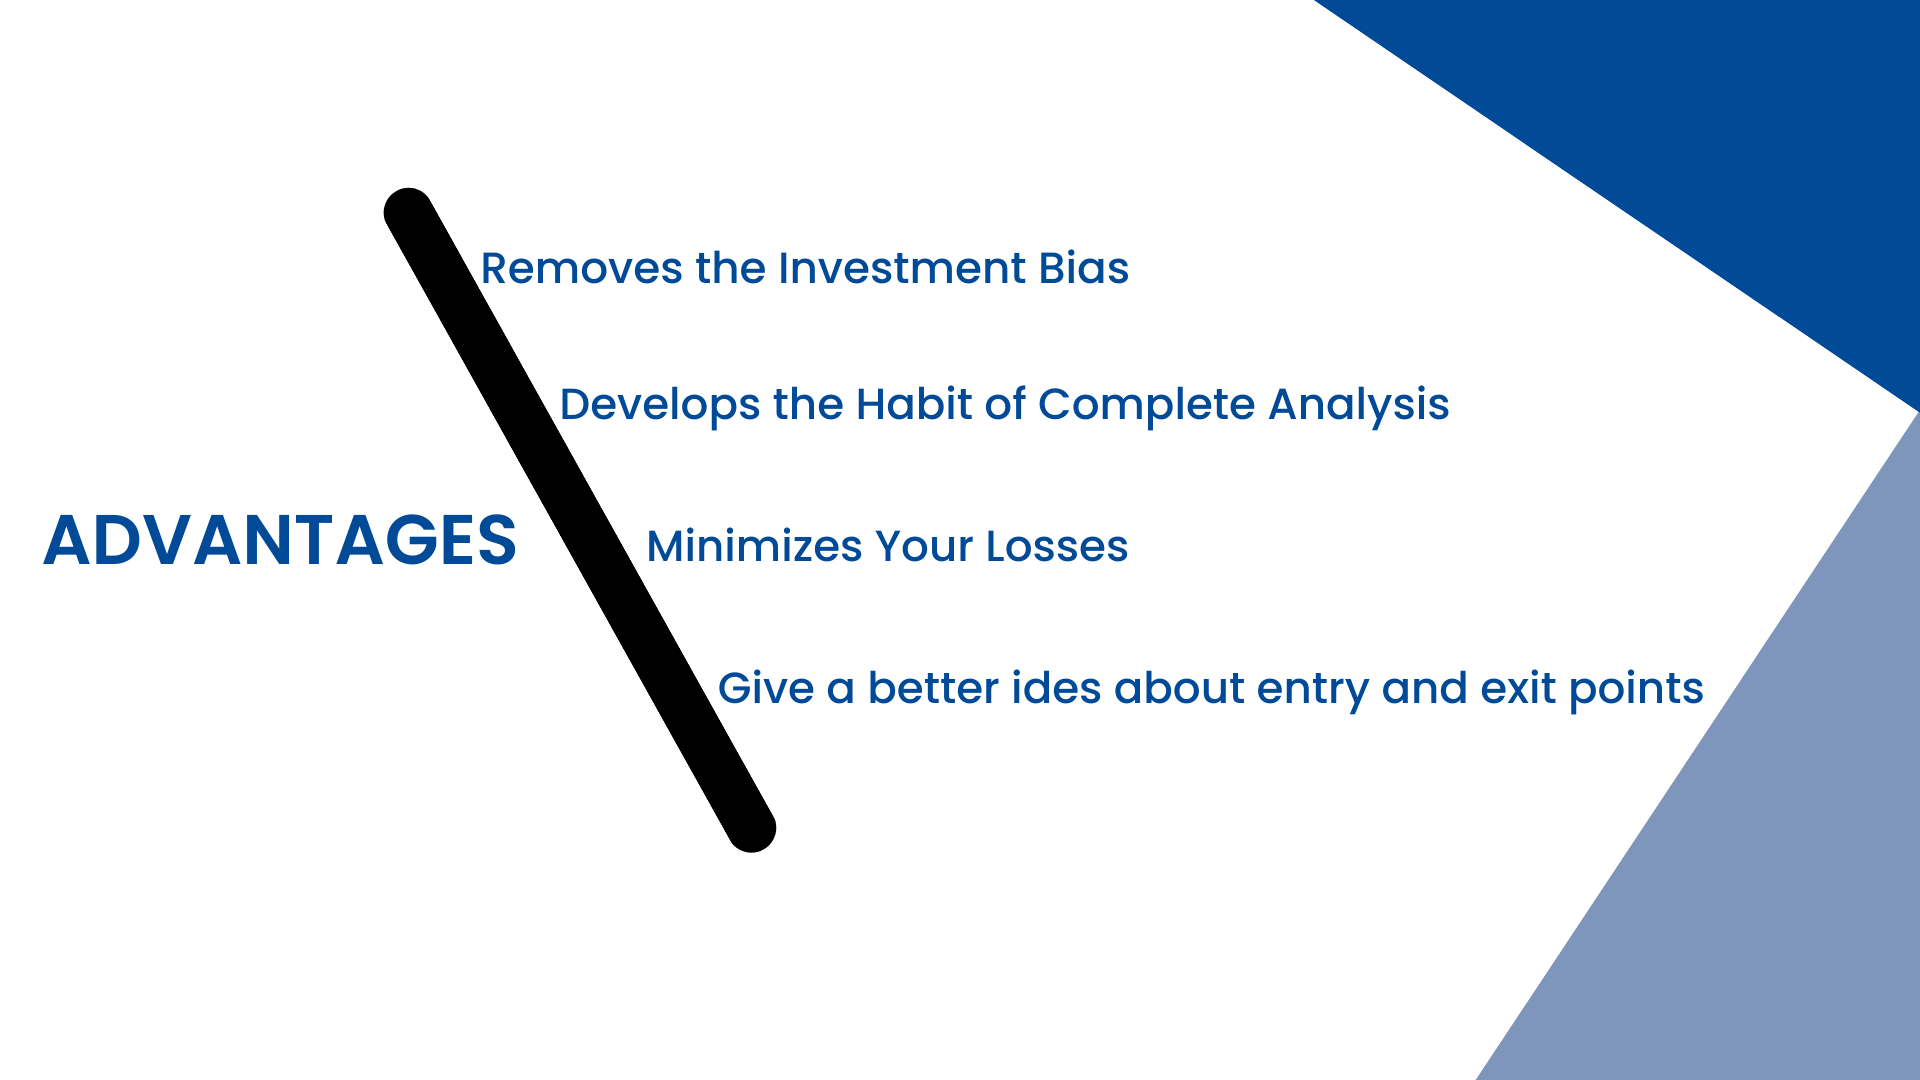 Removes the Investment Bias
Develops the Habit of Complete Analysis
ADVANTAGES
Minimizes Your Losses
Give a better ides about entry and exit points